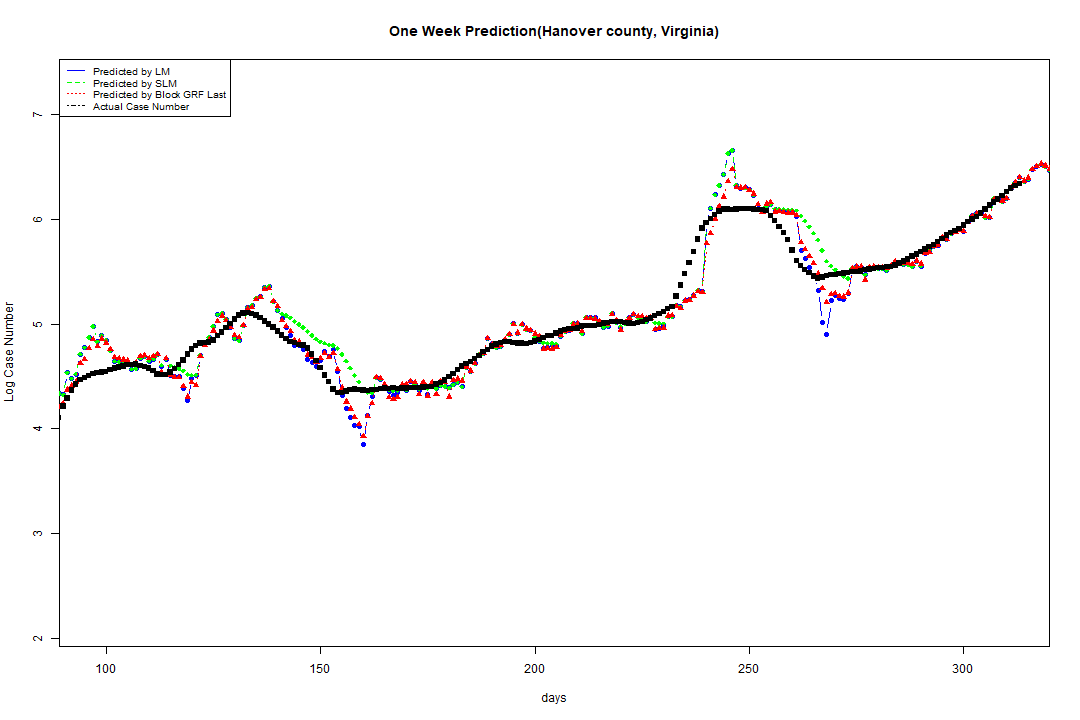 One Week Prediction(Hanover county, Virginia)
Predicted by LM
Predicted by SLM
Predicted by Block GRF Last
Actual Case Number
Log Case Number
7
6
5
4
3
2
100 150 200 250 300
days